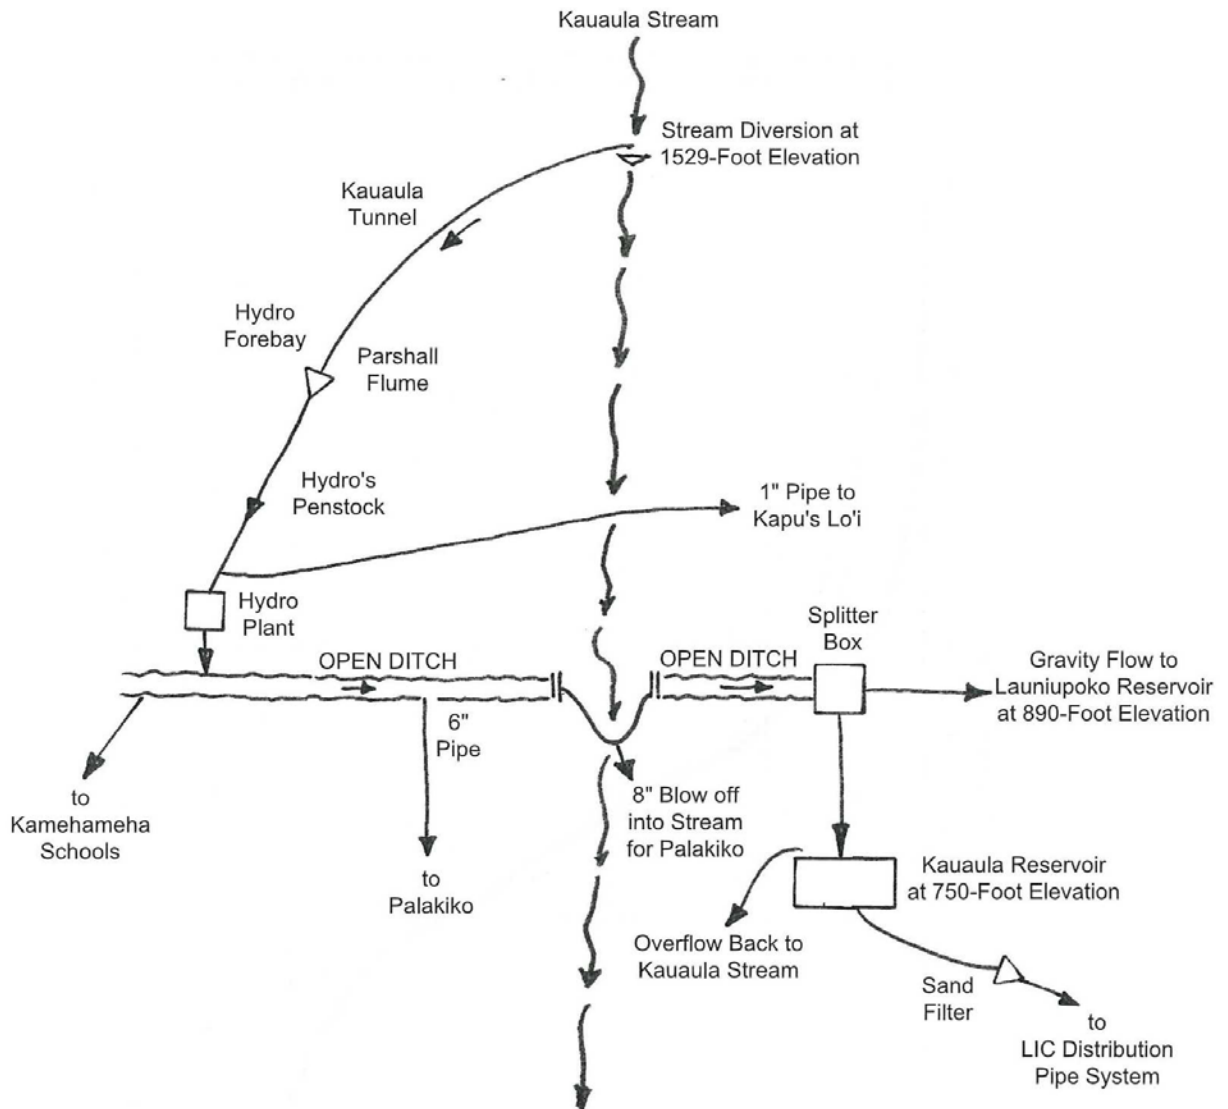 Kauaula Stream
Stream Diversion at
1529-Foot Elevation
Kauaula
Tunnel
Hydro
Forebay
Parshall
Flume
Hydro's
Penstock
1" Pipe to
Kapu's Lo'i
Hydro
Plant
Splitter
Box
OPEN DITCH
OPEN DITCH
Gravity Flow to
Launiupoko Reservoir
at 890-Foot Elevation
6"
Pipe
to
Kamehameha
Schools
8" Blow off
into Stream
for Palakiko
to
Palakiko
Kauaula Reservoir
at 750-Foot Elevation
Overflow Back to
Kauaula Stream
Sand
Filter
to
LIC Distribution
Pipe System